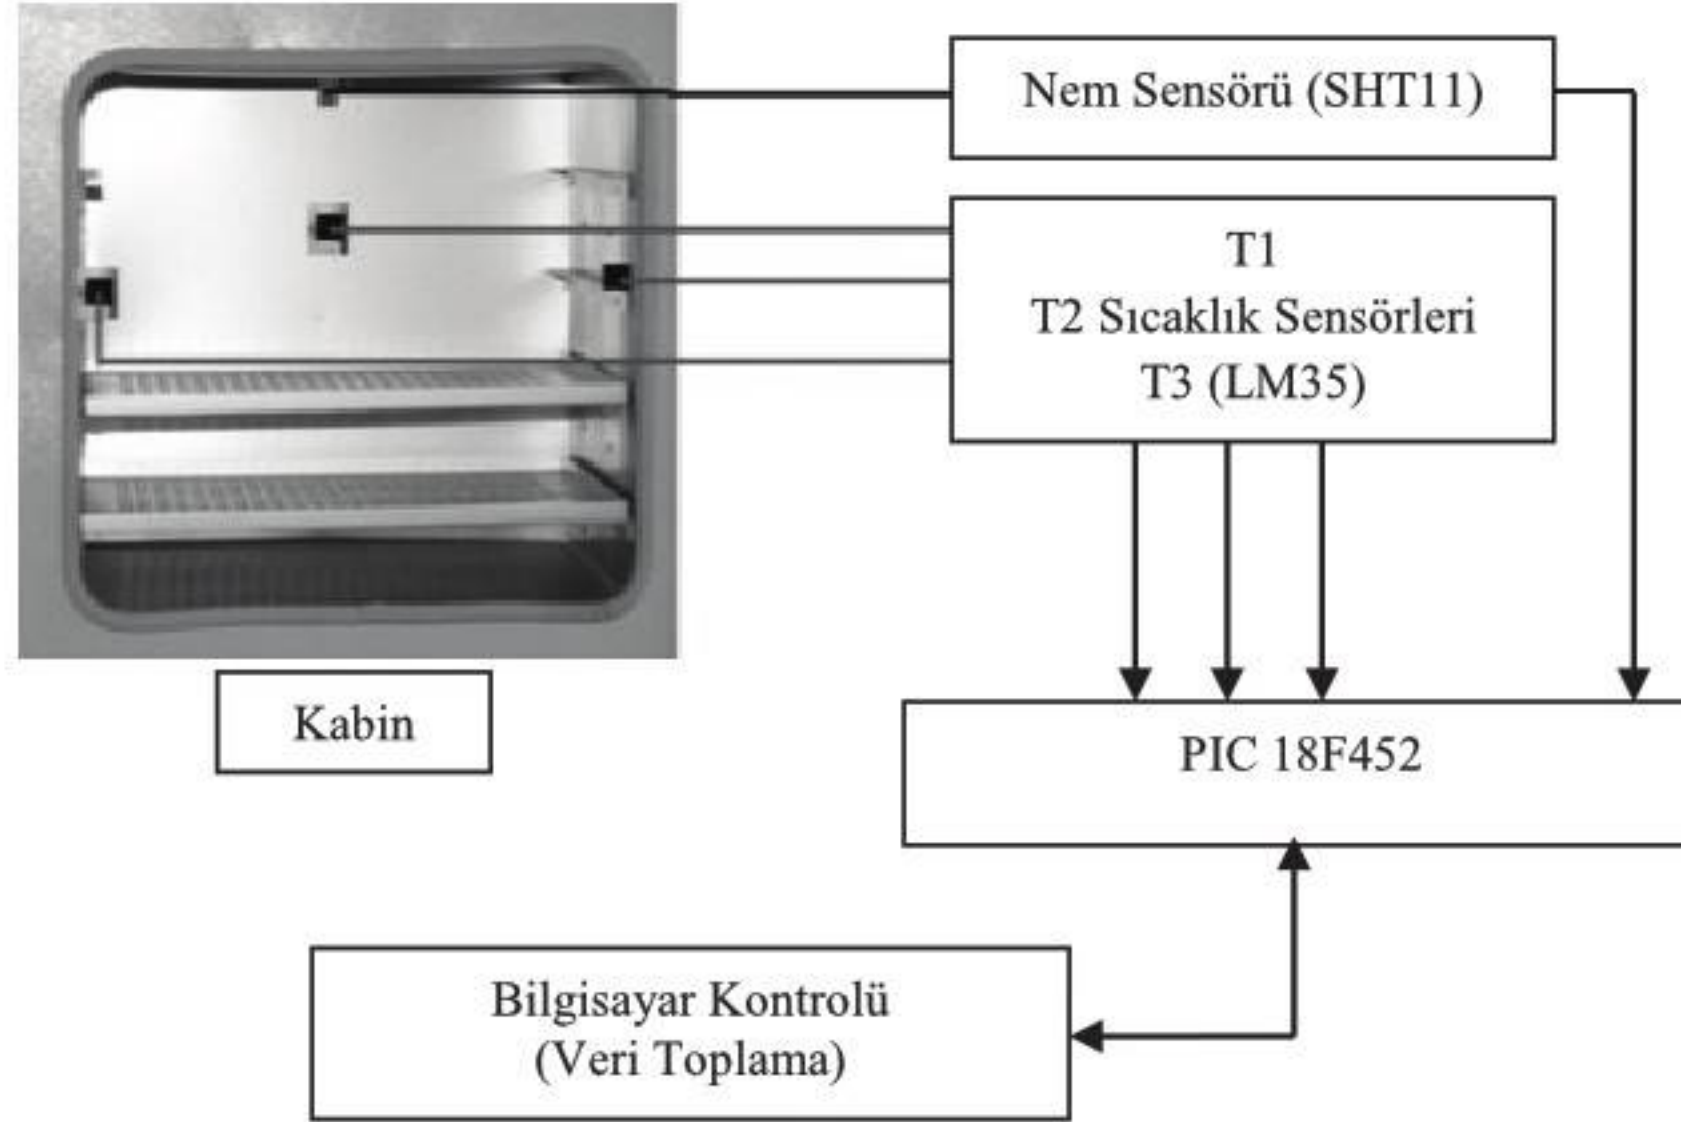 Nem Sensörü (SHT11)
T1
T2 Sıcaklık Sensörleri
T3 (LM35)
Kabin
PIC 18F452
Bilgisayar Kontrolü
(Veri Toplama)